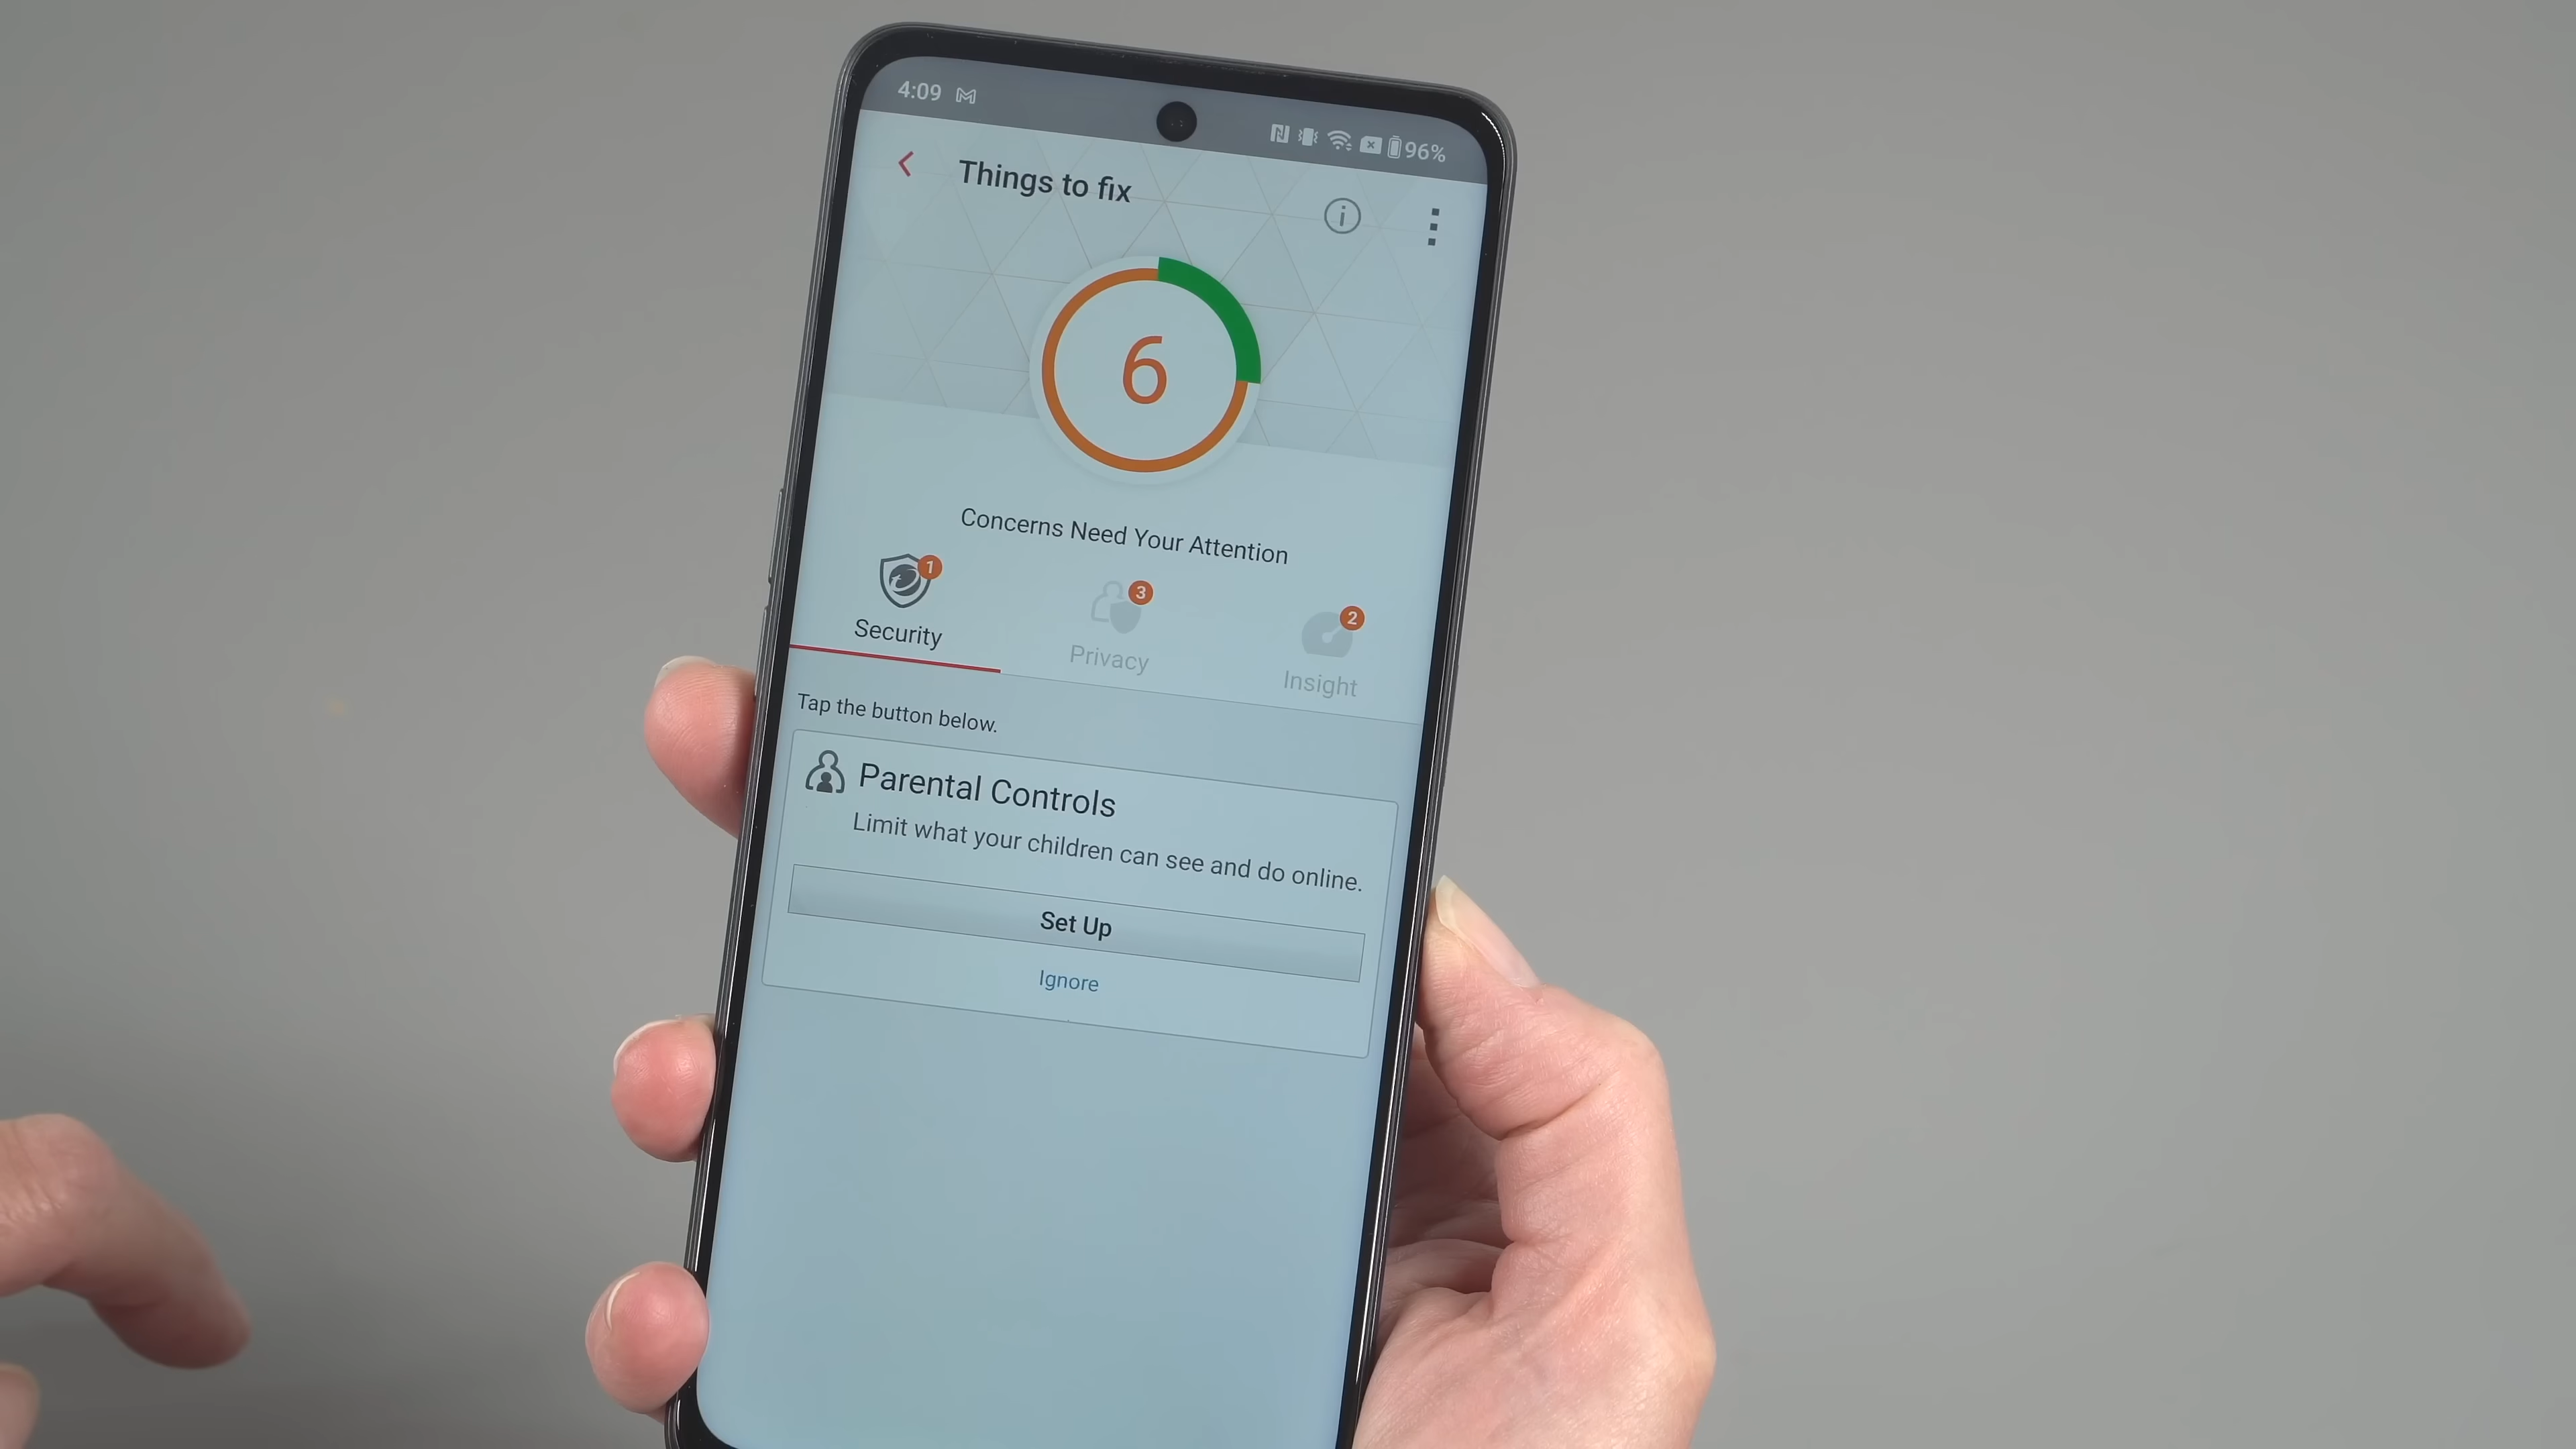 4:09
96%
Things to fix
6
Concerns Need Your Attention
1
3
2
Security
Privacy
Insight
Tap the button below.
Parental Controls
Limit what your children can see and do online.
Set Up
Ignore